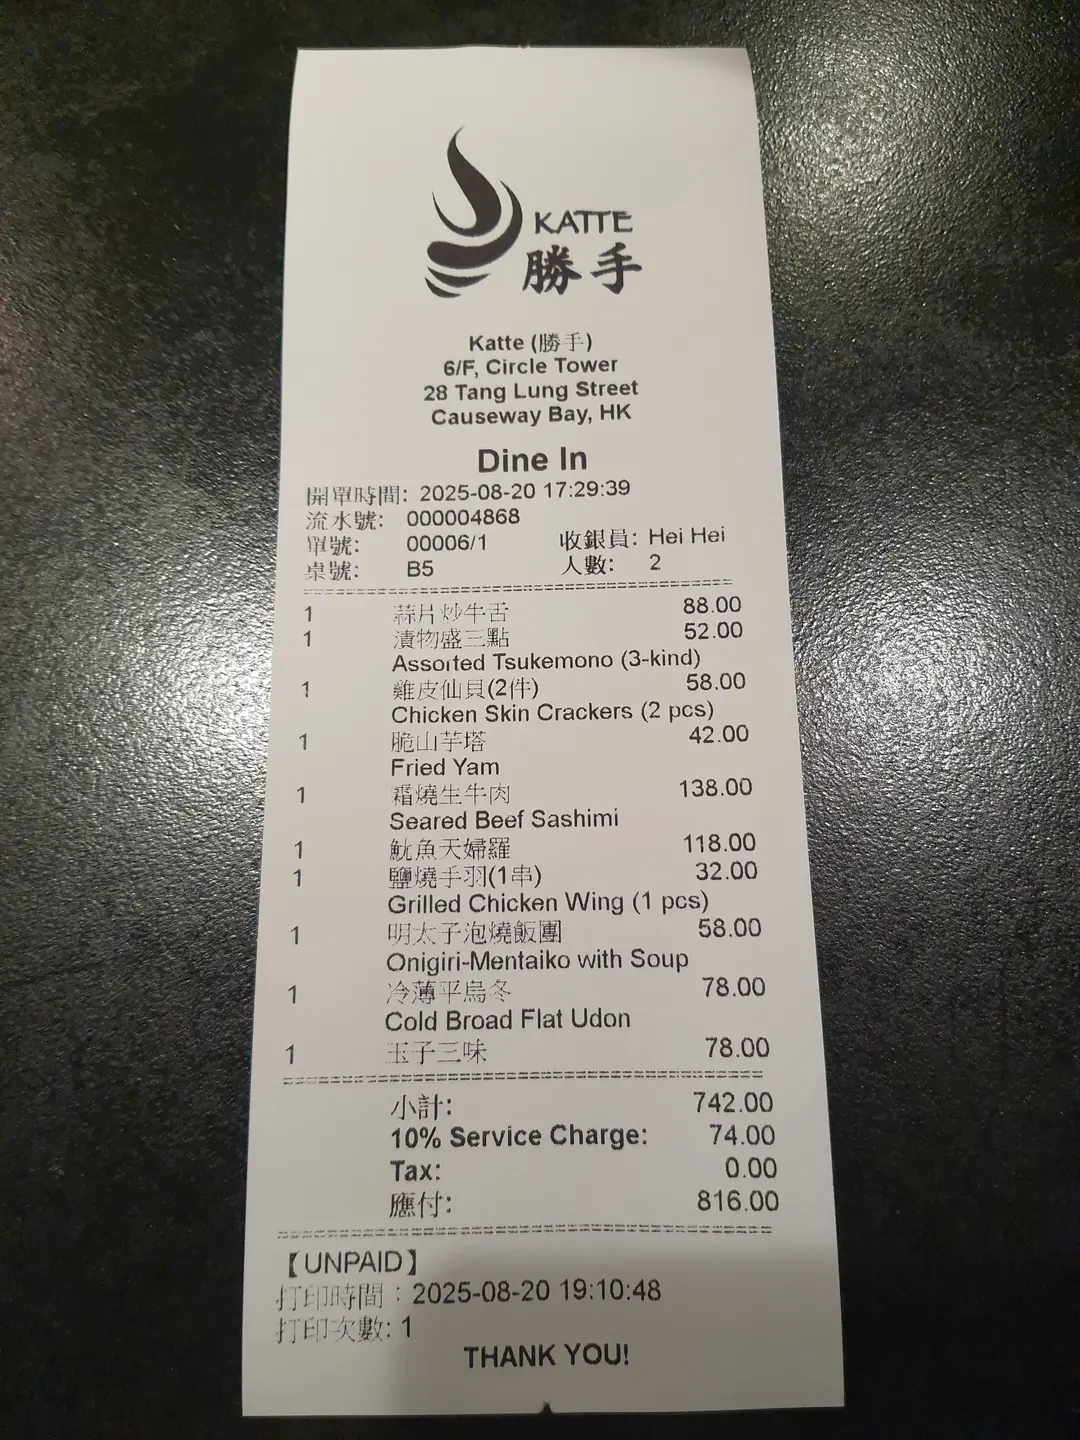 KATTE
勝手
Katte (勝手)
6/F, Circle Tower
28 Tang Lung Street
Causeway Bay, HK
Dine In
開單時間: 2025-08-20 17:29:39
流水號: 000004868
單號: 00006/1 收銀員: Hei Hei
桌號: B5 人數: 2
1 蒜片炒牛舌 88.00
1 漬物盛三點 52.00
Assorted Tsukemono (3-kind)
1 雞皮仙貝(2件) 58.00
Chicken Skin Crackers (2 pcs)
1 脆山芋塔 42.00
Fried Yam
1 霜燒生牛肉 138.00
Seared Beef Sashimi
1 魷魚天婦羅 118.00
1 鹽燒手羽(1串) 32.00
Grilled Chicken Wing (1 pcs)
1 明太子泡燒飯團 58.00
Onigiri-Mentaiko with Soup
1 冷薄平烏冬 78.00
Cold Broad Flat Udon
1 玉子三味 78.00
小計: 742.00
10% Service Charge: 74.00
Tax: 0.00
應付: 816.00
【UNPAID】
打印時間：2025-08-20 19:10:48
打印次數: 1
THANK YOU!